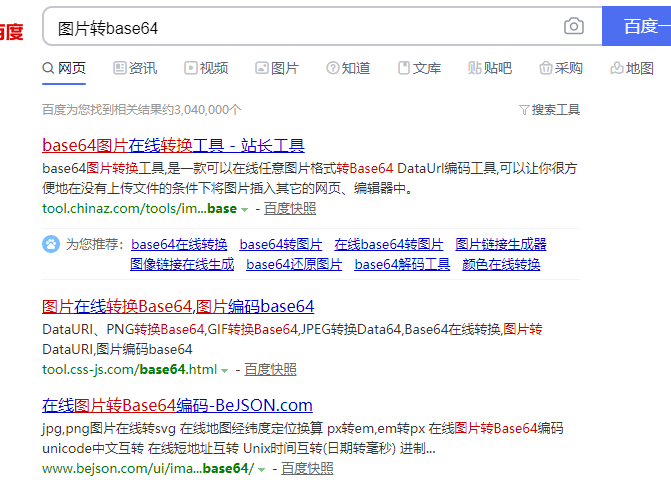 百度
图片转base64
百度一
网页 资讯 视频 图片 知道 文库 贴吧 采购 地图
百度为您找到相关结果约3,040,000个 搜索工具
base64图片在线转换工具 - 站长工具
base64图片转换工具,是一款可以在线任意图片格式转Base64 DataUrl编码工具,可以让你很方
便地在没有上传文件的条件下将图片插入其它的网页、编辑器中。
tool.chinaz.com/tools/im...base - 百度快照
为您推荐: base64在线转换 base64转图片 在线base64转图片 图片链接生成器
图像链接在线生成 base64还原图片 base64解码工具 颜色在线转换
图片在线转换Base64,图片编码base64
DataURI、PNG转换Base64,GIF转换Base64,JPEG转换Data64,Base64在线转换,图片转
DataURI,图片编码base64
tool.css-js.com/base64.html - 百度快照
在线图片转Base64编码-BeJSON.com
jpg,png图片在线转svg 在线地图经纬度定位换算 px转em,em转px 在线图片转Base64编码
unicode中文互转 在线短地址互转 Unix时间互转(日期转毫秒) 进制...
www.bejson.com/ui/ima...base64/ - 百度快照